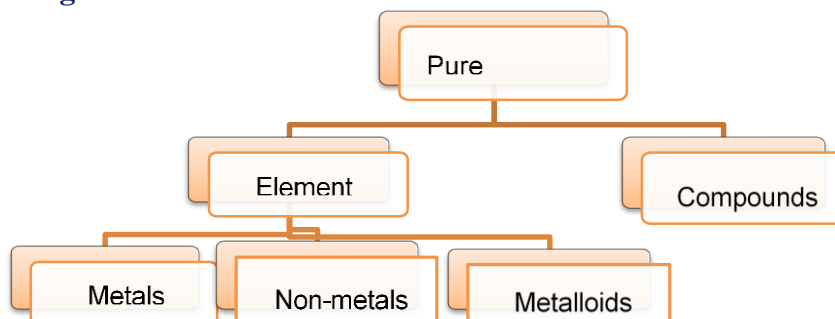 Pure
Element
Compounds
Metals
Non-metals
Metalloids